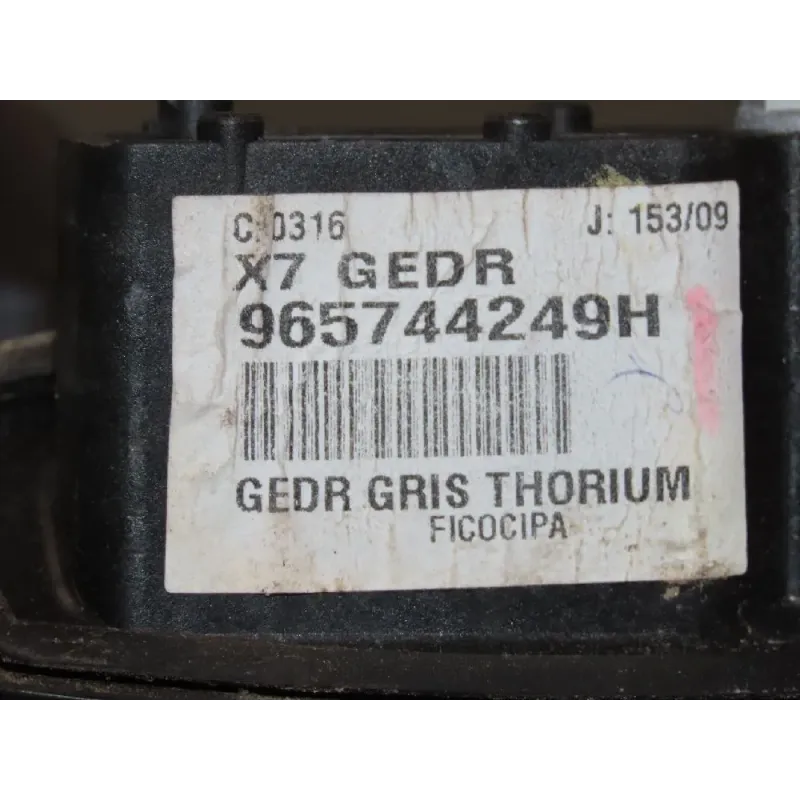 C:0316 J: 153/09
X7 GEDR
965744249H
GEDR GRIS THORIUM
FICOCIPA